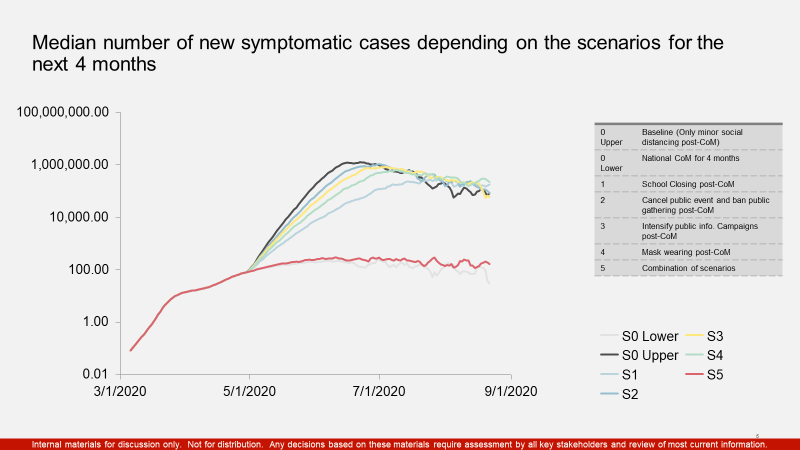 Median number of new symptomatic cases depending on the scenarios for the
next 4 months
100,000,000.00
1,000,000.00
10,000.00
100.00
1.00
0.01
3/1/2020
5/1/2020
7/1/2020
9/1/2020
0 Upper
Baseline (Only minor social
distancing post-CoM)
0 Lower
National CoM for 4 months
1
School Closing post-CoM
2
Cancel public event and ban public
gathering post-CoM
3
Intensify public info. Campaigns
post-CoM
4
Mask wearing post-CoM
5
Combination of scenarios
S0 Lower
S3
S0 Upper
S4
S1
S5
S2
Internal materials for discussion only. Not for distribution. Any decisions based on these materials require assessment by all key stakeholders and review of most current information.